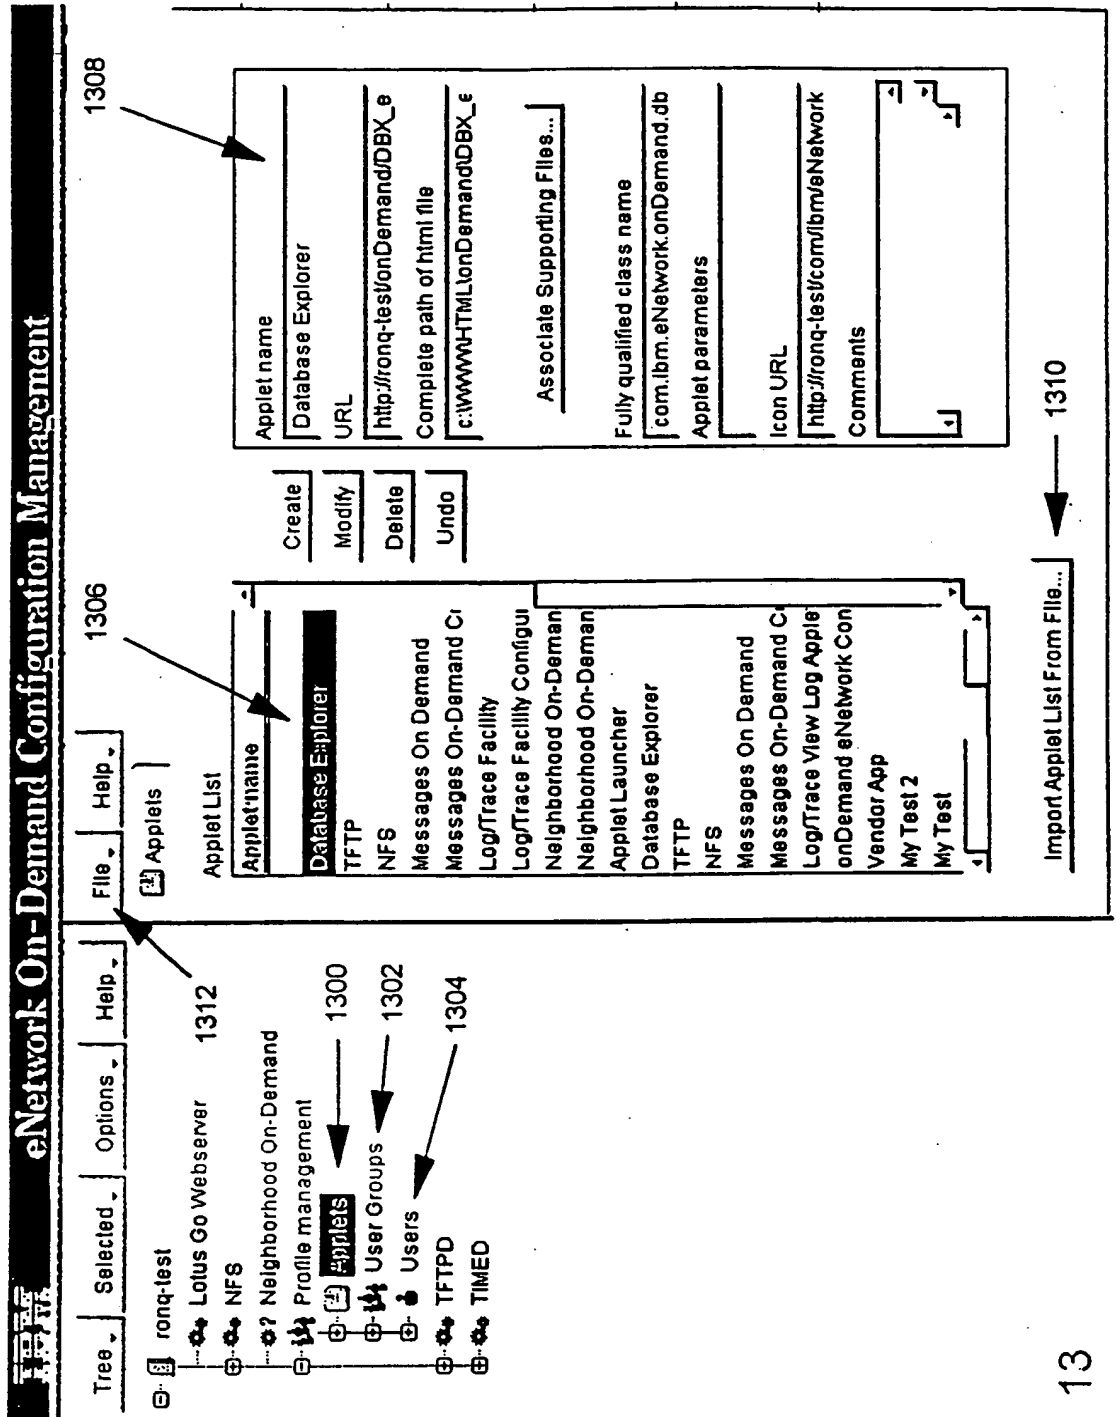 eNetwork On-Demand Configuration Management
Tree
Selected
Options
Help
ronq-test
Lotus Go Webserver
NFS
? Neighborhood On-Demand
Profile management
Applets
User Groups
Users
TFTPD
TIMED
1312
1300
1302
1304
File
Help
Applets
Applet List
Applet name
Database Explorer
TFTP
NFS
Messages On Demand
Messages On-Demand
Log/Trace Facility
Log/Trace Facility Configur
Neighborhood On-Deman
Neighborhood On-Deman
Applet Launcher
Database Explorer
TFTP
NFS
Messages On Demand
Messages On-Demand
Log/Trace View Log Apple
onDemand eNetwork Con
Vendor App
My Test 2
My Test
Import Applet List From File...
1306
1310
Create
Modify
Delete
Undo
1308
Applet name
Database Explorer
URL
http://ronq-test/onDemand/DBX_e
Complete path of html file
c:\WWW\HTML\onDemand\DBX_e
Associate Supporting Files...
Fully qualified class name
com.ibm.eNetwork.onDemand.db
Applet parameters
Icon URL
http://ronq-test/com/ibm/eNetwork
Comments
13